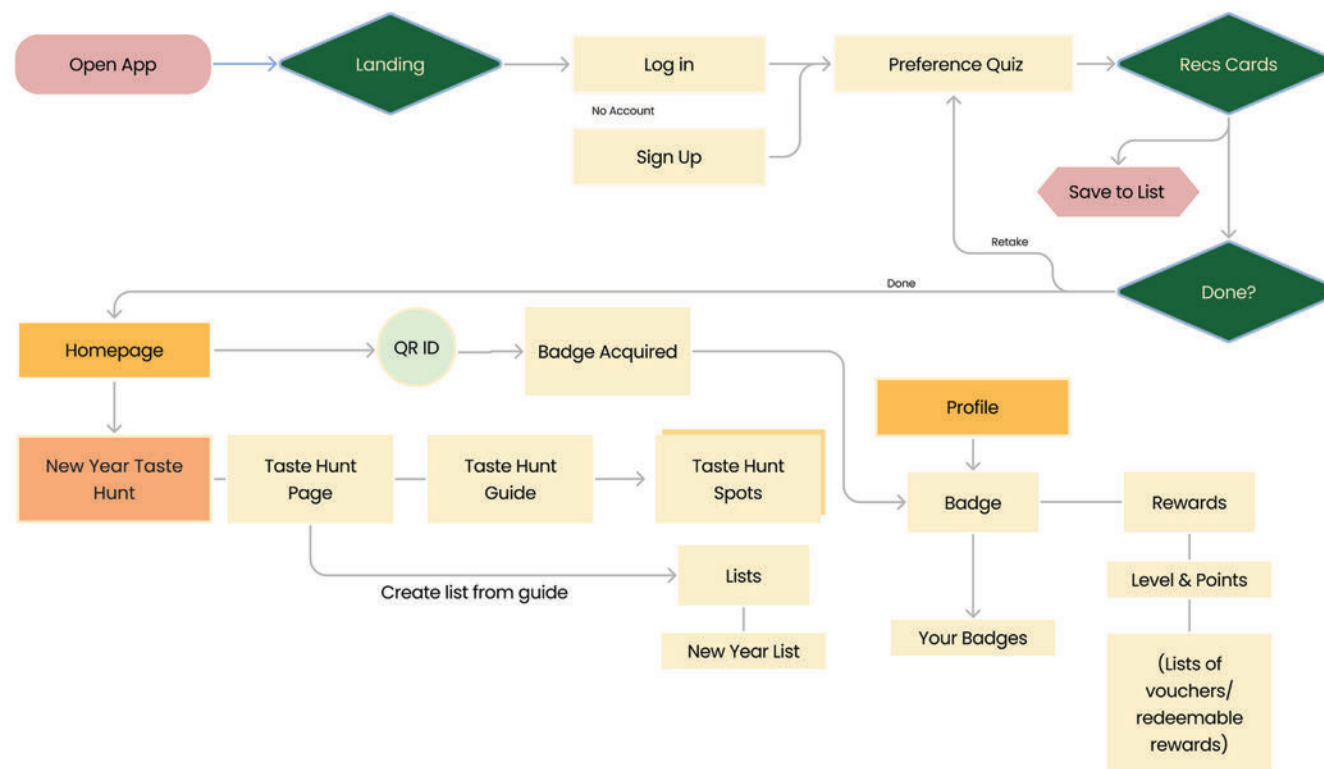 Open App
Landing
Log in
Preference Quiz
Recs Cards
No Account
Sign Up
Save to List
Retake
Done
Done?
Homepage
QR ID
Badge Acquired
Profile
New Year Taste
Hunt
Taste Hunt
Page
Taste Hunt
Guide
Taste Hunt
Spots
Badge
Rewards
Create list from guide
Lists
Level & Points
New Year List
Your Badges
(Lists of
vouchers/
redeemable
rewards)